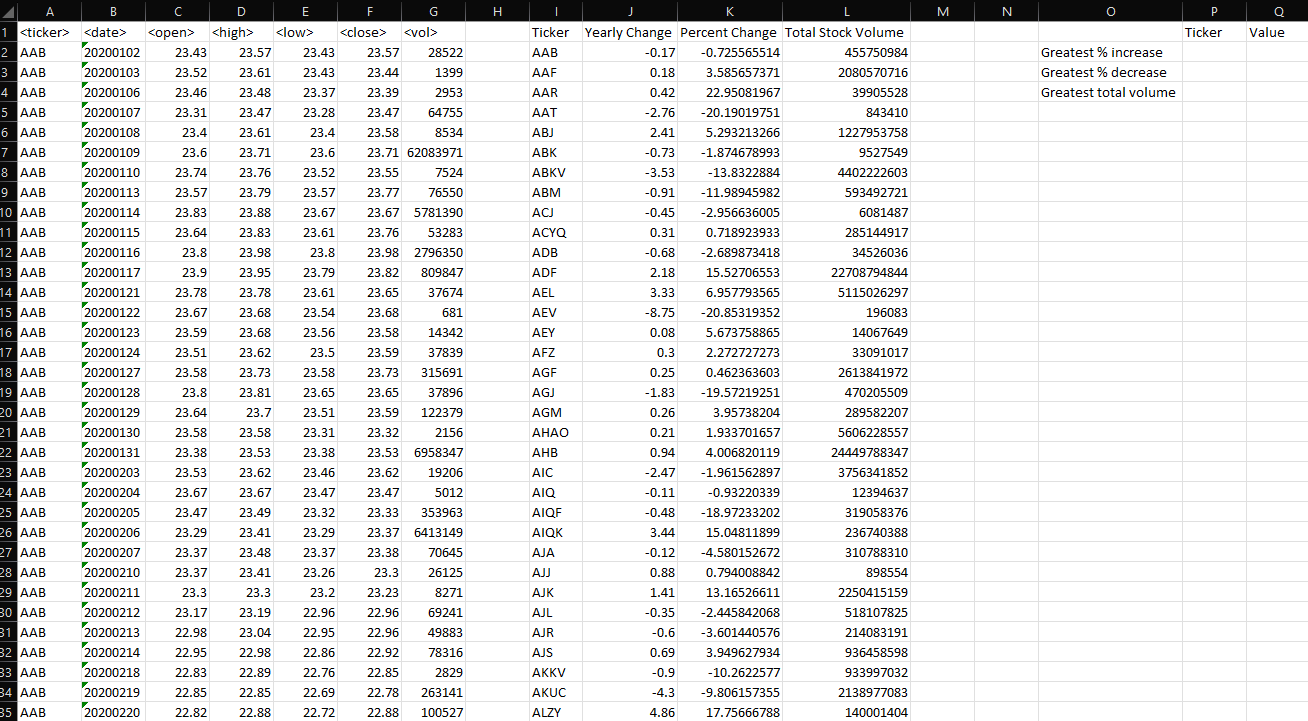 A B C D E F G H I J K L M N O P Q
1 <ticker> <date> <open> <high> <low> <close> <vol> Ticker Yearly Change Percent Change Total Stock Volume Ticker Value
2 AAB 20200102 23.43 23.57 23.43 23.57 28522 AAB -0.17 -0.725565514 455750984 Greatest % increase
3 AAB 20200103 23.52 23.61 23.43 23.44 1399 AAF 0.18 3.585657371 2080570716 Greatest % decrease
4 AAB 20200106 23.46 23.48 23.37 23.39 2953 AAR 0.42 22.95081967 39905528 Greatest total volume
5 AAB 20200107 23.31 23.47 23.28 23.47 64755 AAT -2.76 -20.19019751 843410
6 AAB 20200108 23.4 23.61 23.4 23.58 8534 ABJ 2.41 5.293213266 1227953758
7 AAB 20200109 23.6 23.71 23.6 23.71 62083971 ABK -0.73 -1.874678993 9527549
8 AAB 20200110 23.74 23.76 23.52 23.55 7524 ABKV -3.53 -13.8322884 4402222603
9 AAB 20200113 23.57 23.79 23.57 23.77 76550 ABM -0.91 -11.98945982 593492721
10 AAB 20200114 23.83 23.88 23.67 23.67 5781390 ACJ -0.45 -2.956636005 6081487
11 AAB 20200115 23.64 23.83 23.61 23.76 53283 ACYQ 0.31 0.718923933 285144917
12 AAB 20200116 23.8 23.98 23.8 23.98 2796350 ADB -0.68 -2.689873418 34526036
13 AAB 20200117 23.9 23.95 23.79 23.82 809847 ADF 2.18 15.52706553 22708794844
14 AAB 20200121 23.78 23.78 23.61 23.65 37674 AEL 3.33 6.957793565 5115026297
15 AAB 20200122 23.67 23.68 23.54 23.68 681 AEV -8.75 -20.85319352 196083
16 AAB 20200123 23.59 23.68 23.56 23.58 14342 AEY 0.08 5.673758865 14067649
17 AAB 20200124 23.51 23.62 23.5 23.59 37839 AFZ 0.3 2.272727273 33091017
18 AAB 20200127 23.58 23.73 23.58 23.73 315691 AGF 0.25 0.462363603 2613841972
19 AAB 20200128 23.8 23.81 23.65 23.65 37896 AGJ -1.83 -19.57219251 470205509
20 AAB 20200129 23.64 23.7 23.51 23.59 122379 AGM 0.26 3.95738204 289582207
21 AAB 20200130 23.58 23.58 23.31 23.32 2156 AHAO 0.21 1.933701657 5606228557
22 AAB 20200131 23.38 23.53 23.38 23.53 6958347 AHB 0.94 4.006820119 24449788347
23 AAB 20200203 23.53 23.62 23.46 23.62 19206 AIC -2.47 -1.961562897 3756341852
24 AAB 20200204 23.67 23.67 23.47 23.47 5012 AIQ -0.11 -0.93220339 12394637
25 AAB 20200205 23.47 23.49 23.32 23.33 353963 AIQF -0.48 -18.97233202 319058376
26 AAB 20200206 23.29 23.41 23.29 23.37 6413149 AIQK 3.44 15.04811899 236740388
27 AAB 20200207 23.37 23.48 23.37 23.38 70645 AJA -0.12 -4.580152672 310788310
28 AAB 20200210 23.37 23.41 23.26 23.3 26125 AJJ 0.88 0.794008842 898554
29 AAB 20200211 23.3 23.3 23.2 23.23 8271 AJK 1.41 13.16526611 2250415159
30 AAB 20200212 23.17 23.19 22.96 22.96 69241 AJL -0.35 -2.445842068 518107825
31 AAB 20200213 22.98 23.04 22.95 22.96 49883 AJR -0.6 -3.601440576 214083191
32 AAB 20200214 22.95 22.98 22.86 22.92 78316 AJS 0.69 3.949627934 936458598
33 AAB 20200218 22.83 22.89 22.76 22.85 2829 AKKV -0.9 -10.2622577 933997032
34 AAB 20200219 22.85 22.85 22.69 22.78 263141 AKUC -4.3 -9.806157355 2138977083
35 AAB 20200220 22.82 22.88 22.72 22.88 100527 ALZY 4.86 17.75666788 140001404